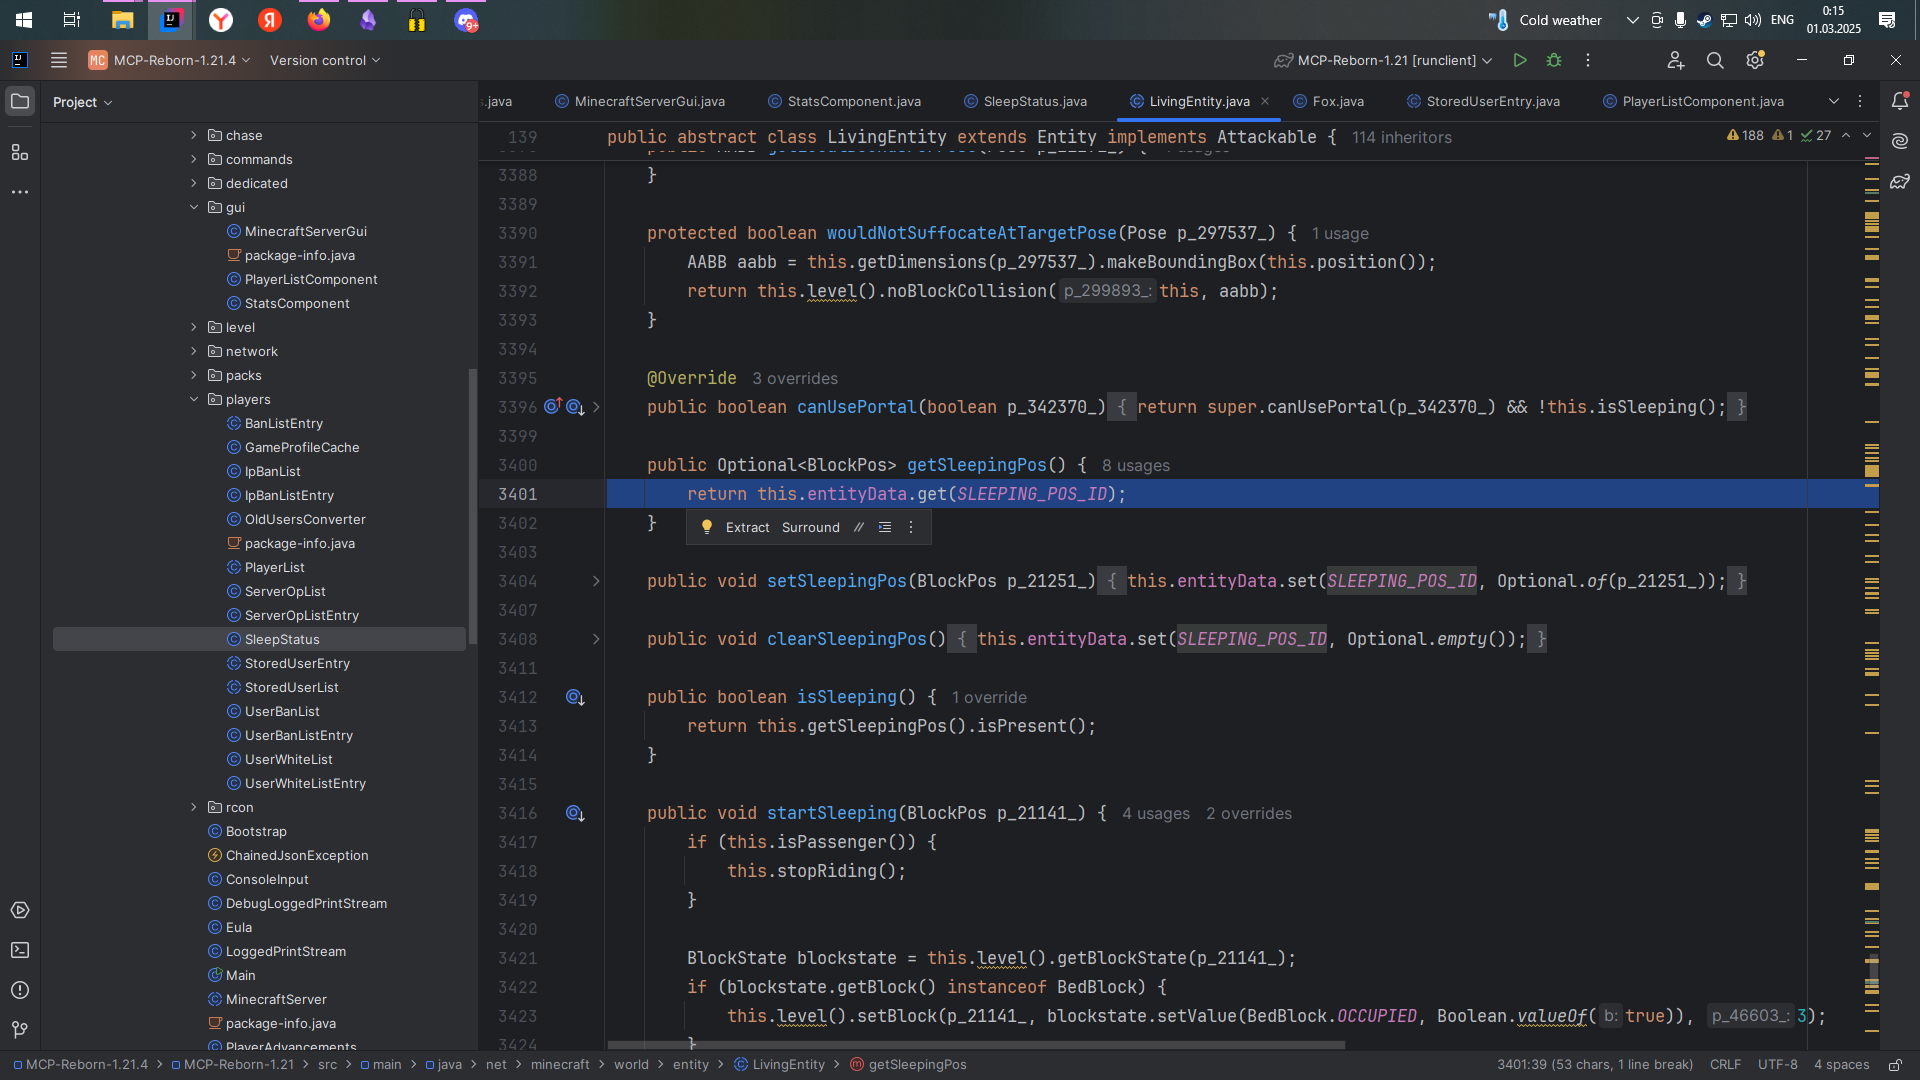 Cold weather
ENG
0:15
01.03.2025
9+
MC MCP-Reborn-1.21.4
Version control
MCP-Reborn-1.21 [runclient]
Project
.java
MinecraftServerGui.java
StatsComponent.java
SleepStatus.java
LivingEntity.java
Fox.java
StoredUserEntry.java
PlayerListComponent.java
chase
commands
dedicated
gui
MinecraftServerGui
package-info.java
PlayerListComponent
StatsComponent
level
network
packs
players
BanListEntry
GameProfileCache
IpBanList
IpBanListEntry
OldUsersConverter
package-info.java
PlayerList
ServerOpList
ServerOpListEntry
SleepStatus
StoredUserEntry
StoredUserList
UserBanList
UserBanListEntry
UserWhiteList
UserWhiteListEntry
rcon
Bootstrap
ChainedJsonException
ConsoleInput
DebugLoggedPrintStream
Eula
LoggedPrintStream
Main
MinecraftServer
package-info.java
PlayerAdvancements
139 public abstract class LivingEntity extends Entity implements Attackable { 114 inheritors
188 1 27
3388 }
3389
3390 protected boolean wouldNotSuffocateAtTargetPose(Pose p_297537_) { 1 usage
3391 AABB aabb = this.getDimensions(p_297537_).makeBoundingBox(this.position());
3392 return this.level().noBlockCollision( p_299893_: this, aabb);
3393 }
3394
3395 @Override 3 overrides
3396 public boolean canUsePortal(boolean p_342370_) { return super.canUsePortal(p_342370_) && !this.isSleeping(); }
3399
3400 public Optional<BlockPos> getSleepingPos() { 8 usages
3401 return this.entityData.get(SLEEPING_POS_ID);
3402 }
Extract Surround //
3403
3404 public void setSleepingPos(BlockPos p_21251_) { this.entityData.set(SLEEPING_POS_ID, Optional.of(p_21251_)); }
3407
3408 public void clearSleepingPos() { this.entityData.set(SLEEPING_POS_ID, Optional.empty()); }
3411
3412 public boolean isSleeping() { 1 override
3413 return this.getSleepingPos().isPresent();
3414 }
3415
3416 public void startSleeping(BlockPos p_21141_) { 4 usages 2 overrides
3417 if (this.isPassenger()) {
3418 this.stopRiding();
3419 }
3420
3421 BlockState blockstate = this.level().getBlockState(p_21141_);
3422 if (blockstate.getBlock() instanceof BedBlock) {
3423 this.level().setBlock(p_21141_, blockstate.setValue(BedBlock.OCCUPIED, Boolean.valueOf( b: true)), p_46603_: 3);
3424 }
MCP-Reborn-1.21.4 > MCP-Reborn-1.21 > src > main > java > net > minecraft > world > entity > LivingEntity > getSleepingPos
3401:39 (53 chars, 1 line break) CRLF UTF-8 4 spaces